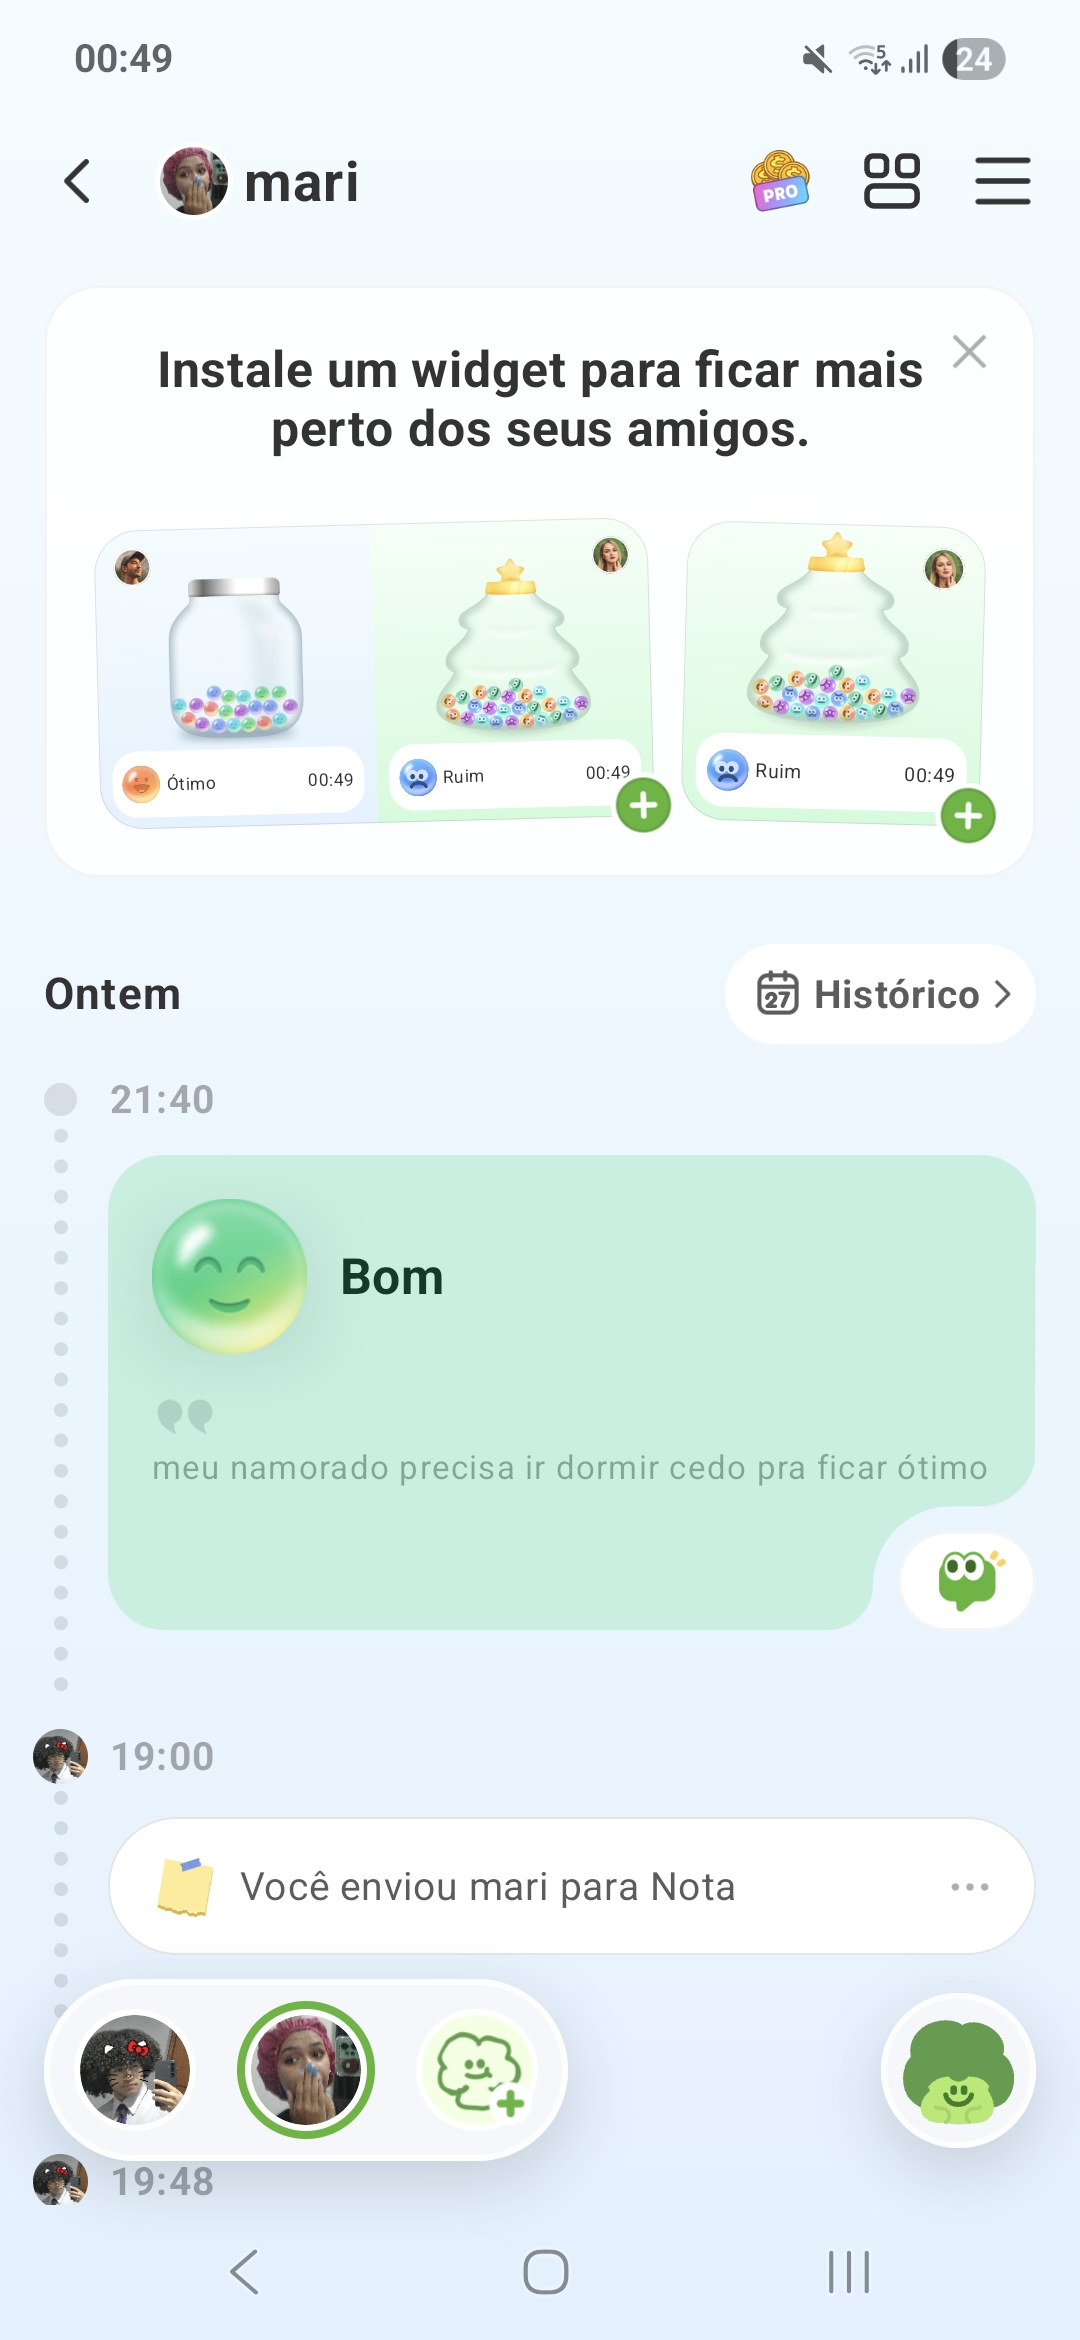 00:49
5
24
mari
PRO
Instale um widget para ficar mais
perto dos seus amigos.
Ótimo
00:49
Ruim
00:49
Ruim
00:49
Ontem
27
Histórico
21:40
Bom
meu namorado precisa ir dormir cedo pra ficar ótimo
19:00
Você enviou mari para Nota
19:48